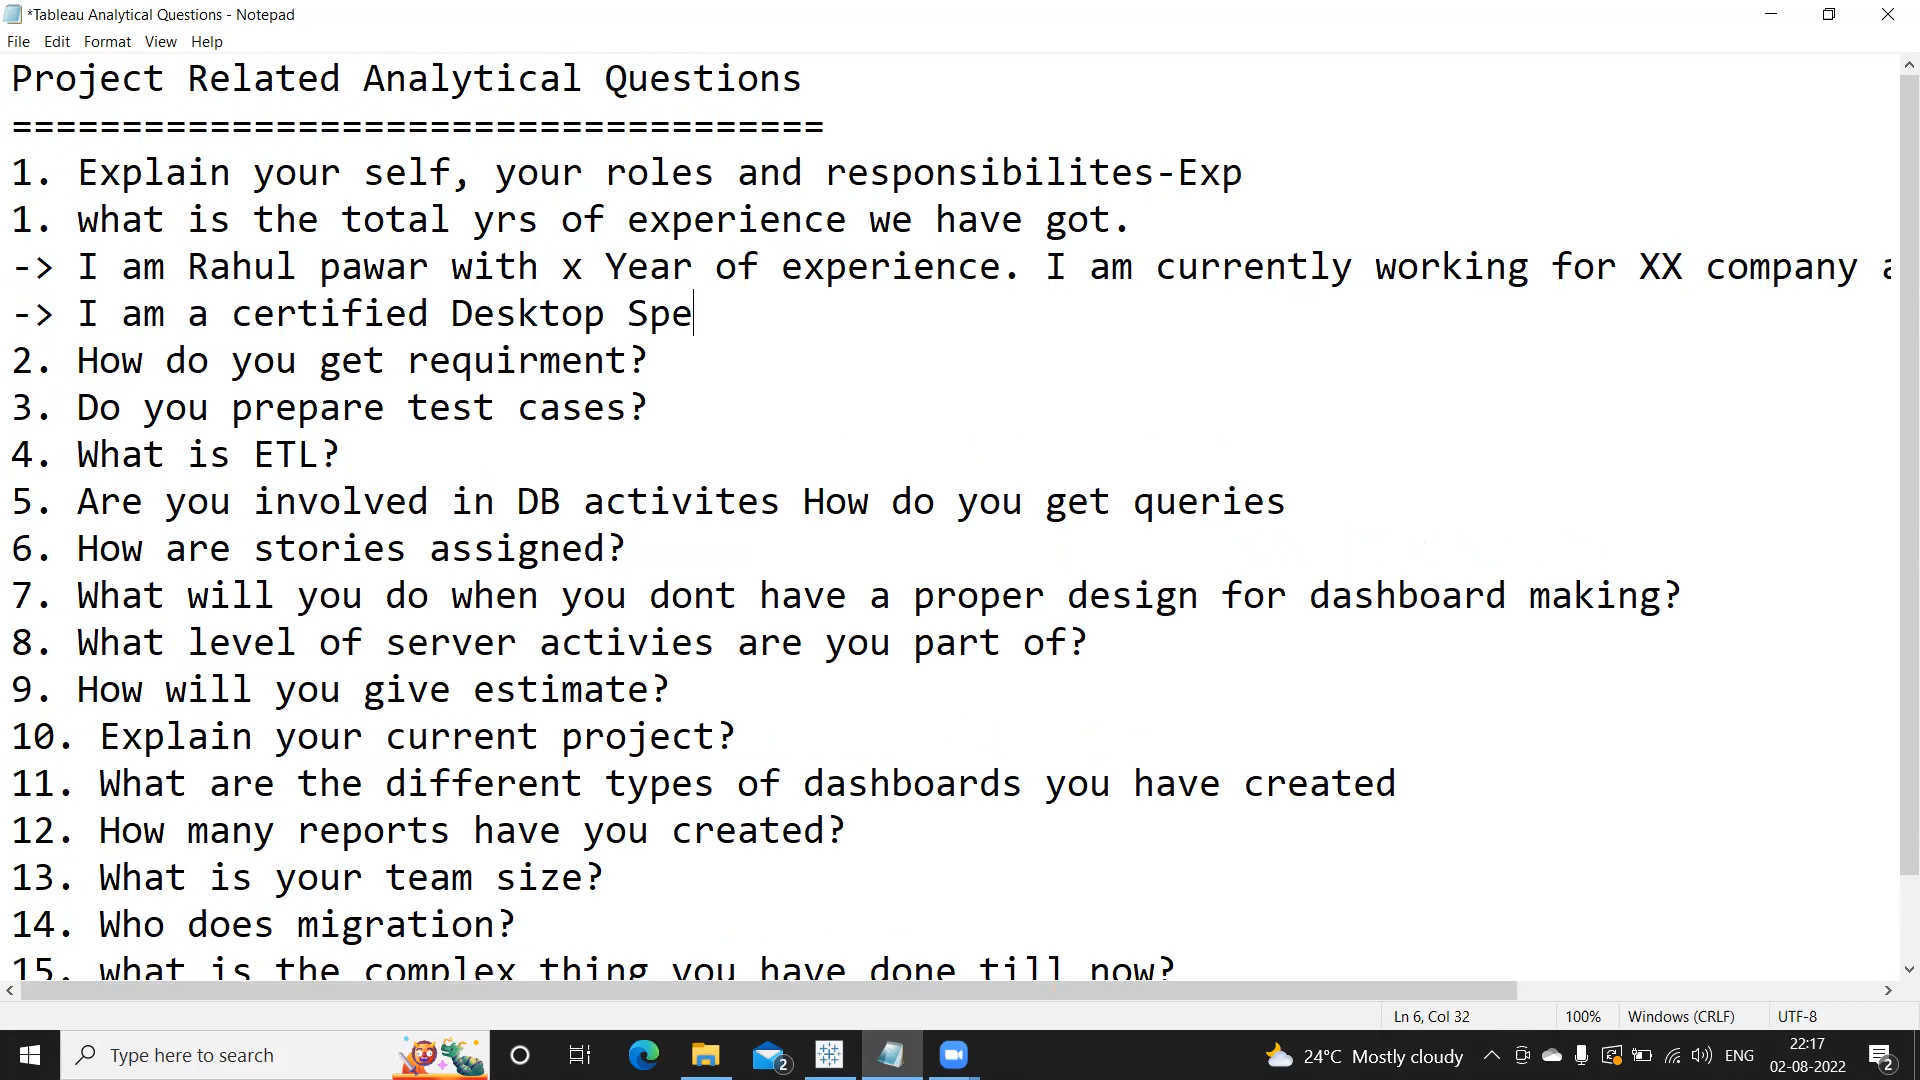 *Tableau Analytical Questions - Notepad
File Edit Format View Help
Project Related Analytical Questions
=====================================
1. Explain your self, your roles and responsibilites-Exp
1. what is the total yrs of experience we have got.
-> I am Rahul pawar with x Year of experience. I am currently working for XX company a
-> I am a certified Desktop Spe
2. How do you get requirment?
3. Do you prepare test cases?
4. What is ETL?
5. Are you involved in DB activites How do you get queries
6. How are stories assigned?
7. What will you do when you dont have a proper design for dashboard making?
8. What level of server activies are you part of?
9. How will you give estimate?
10. Explain your current project?
11. What are the different types of dashboards you have created
12. How many reports have you created?
13. What is your team size?
14. Who does migration?
15. what is the complex thing you have done till now?
Ln 6, Col 32 100% Windows (CRLF) UTF-8
Type here to search 2 24°C Mostly cloudy ENG 22:17 2
02-08-2022